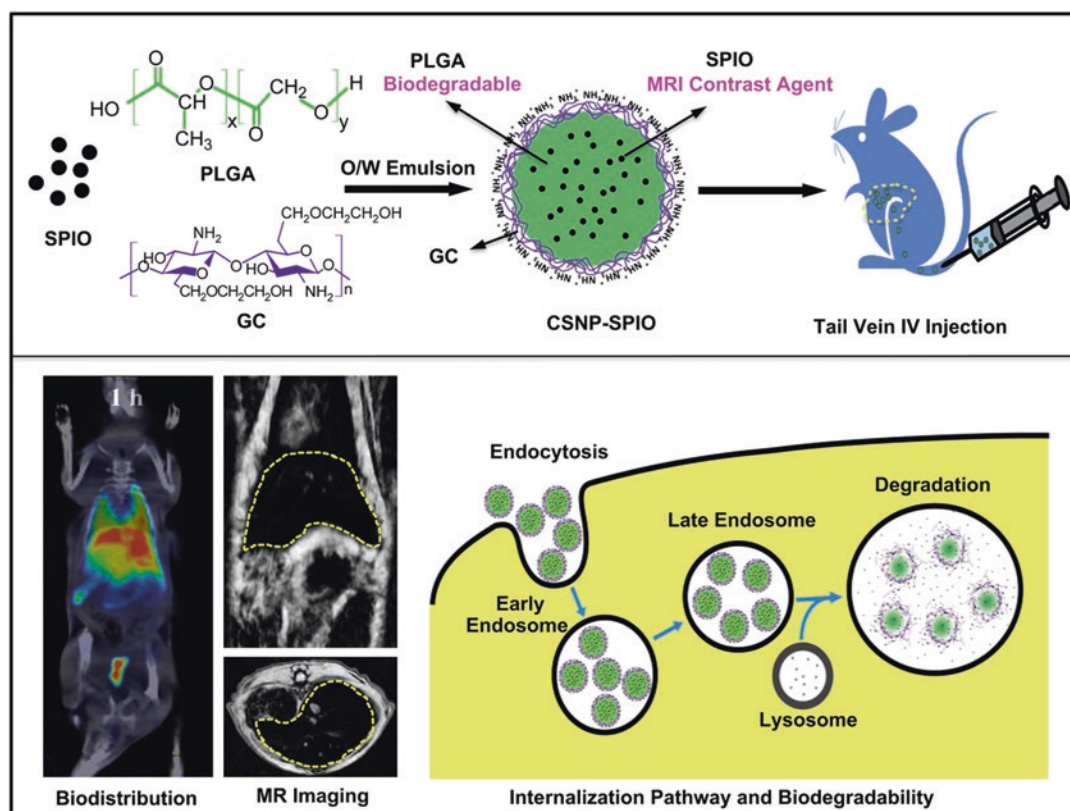 PLGA
Biodegradable
SPIO
MRI Contrast Agent
O
HO
CH
CH3
O
x
O
CH2
O
H
y
PLGA
SPIO
O/W Emulsion
CH2OCH2CH2OH
NH2
HO
O
O
O
HO
O
O
NH2
CH2OCH2CH2OH
n
GC
GC
NH3
CSNP-SPIO
Tail Vein IV Injection
1 h
Biodistribution
MR Imaging
Endocytosis
Early
Endosome
Late Endosome
Lysosome
Degradation
Internalization Pathway and Biodegradability